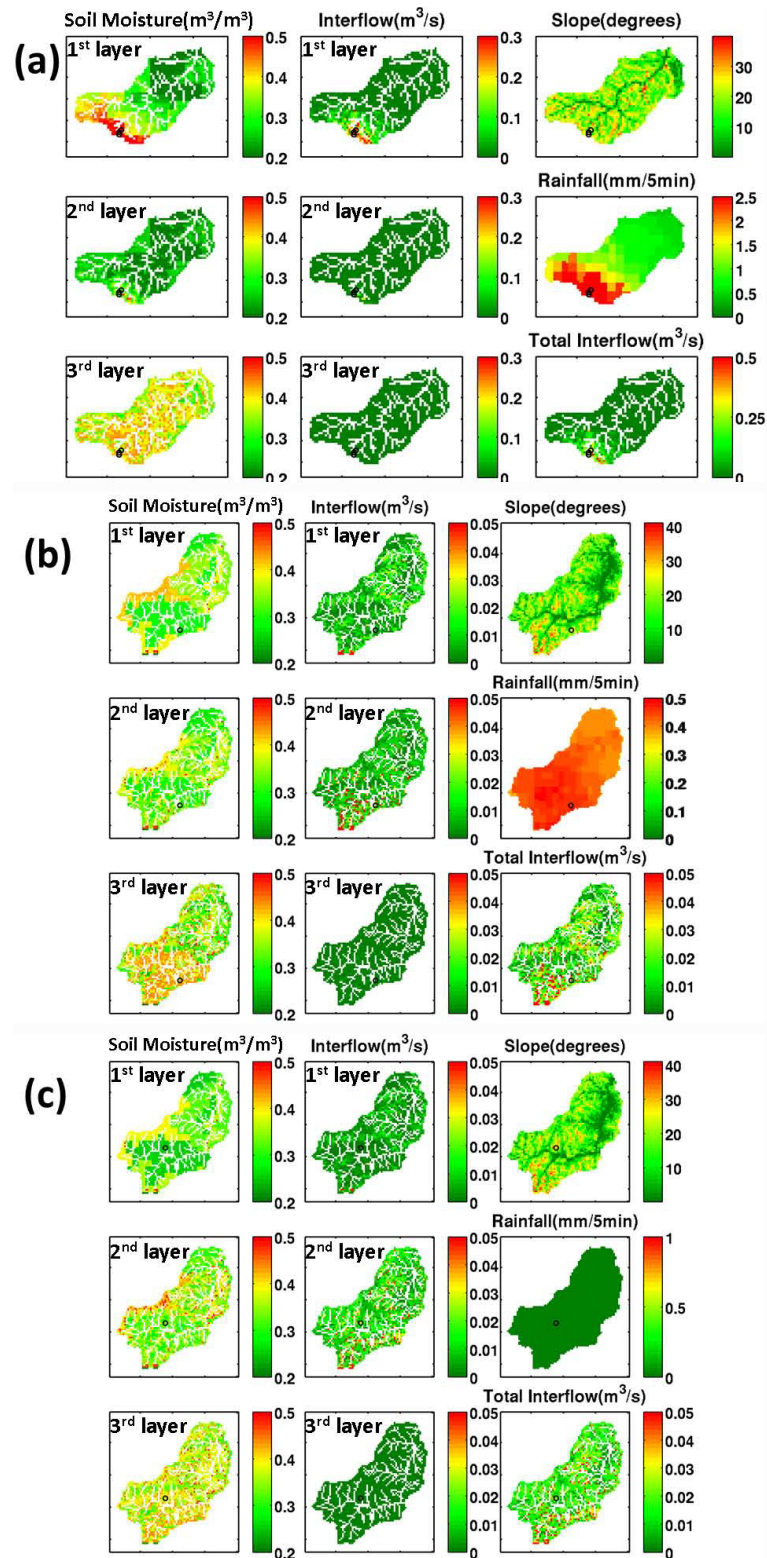 Soil Moisture(m³/m³) Interflow(m³/s) Slope(degrees)
(a)
1st layer 0.5 1st layer 0.3
30
0.4 0.2
20
0.3 0.1
10
0.2 0
Rainfall(mm/5min)
2nd layer 0.5 2nd layer 0.3 2.5
2
0.4 0.2
1.5
1
0.3 0.1
0.5
0.2 0 0
Total Interflow(m³/s)
3rd layer 0.5 3rd layer 0.3 0.5
0.4 0.2
0.25
0.3 0.1
0.2 0 0
Soil Moisture(m³/m³) Interflow(m³/s) Slope(degrees)
(b)
1st layer 0.5 1st layer 0.05 40
0.4 0.04 30
0.03
20
0.3 0.02
0.01 10
0.2 0
Rainfall(mm/5min)
2nd layer 0.5 2nd layer 0.05 0.5
0.4 0.04 0.4
0.03 0.3
0.3 0.02 0.2
0.01 0.1
0.2 0 0
Total Interflow(m³/s)
3rd layer 0.5 3rd layer 0.05 0.05
0.4 0.04 0.04
0.03 0.03
0.3 0.02 0.02
0.01 0.01
0.2 0 0
Soil Moisture(m³/m³) Interflow(m³/s) Slope(degrees)
(c)
1st layer 0.5 1st layer 0.05 40
0.4 0.04 30
0.03
20
0.3 0.02
0.01 10
0.2 0
Rainfall(mm/5min)
2nd layer 0.5 2nd layer 0.05 1
0.4 0.04
0.03 0.5
0.3 0.02
0.01
0.2 0 0
Total Interflow(m³/s)
3rd layer 0.5 3rd layer 0.05 0.05
0.4 0.04 0.04
0.03 0.03
0.3 0.02 0.02
0.01 0.01
0.2 0 0